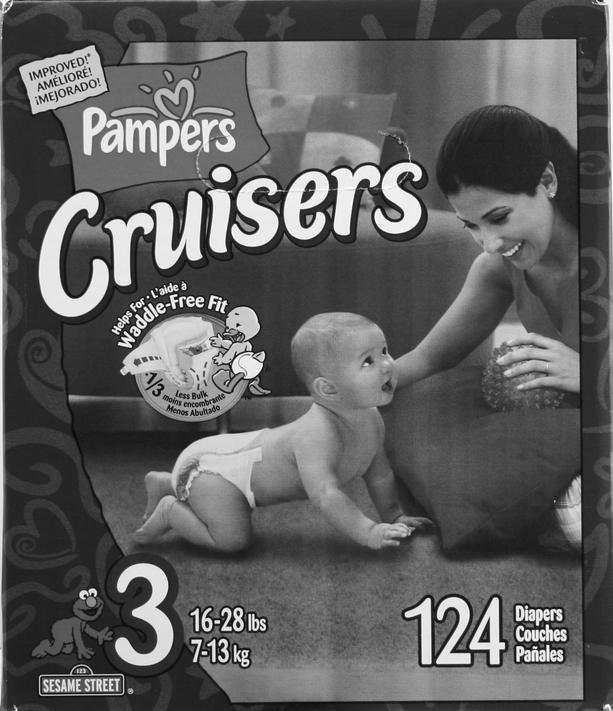 IMPROVED!*
AMÉLIORÉ!
¡MEJORADO!
Pampers
Cruisers
Helps For • L'aide à
Waddle-Free Fit
1/3
Less Bulk
moins encombrante
Menos Abultado
3
16-28 lbs
7-13 kg
124
Diapers
Couches
Pañales
123
SESAME STREET®